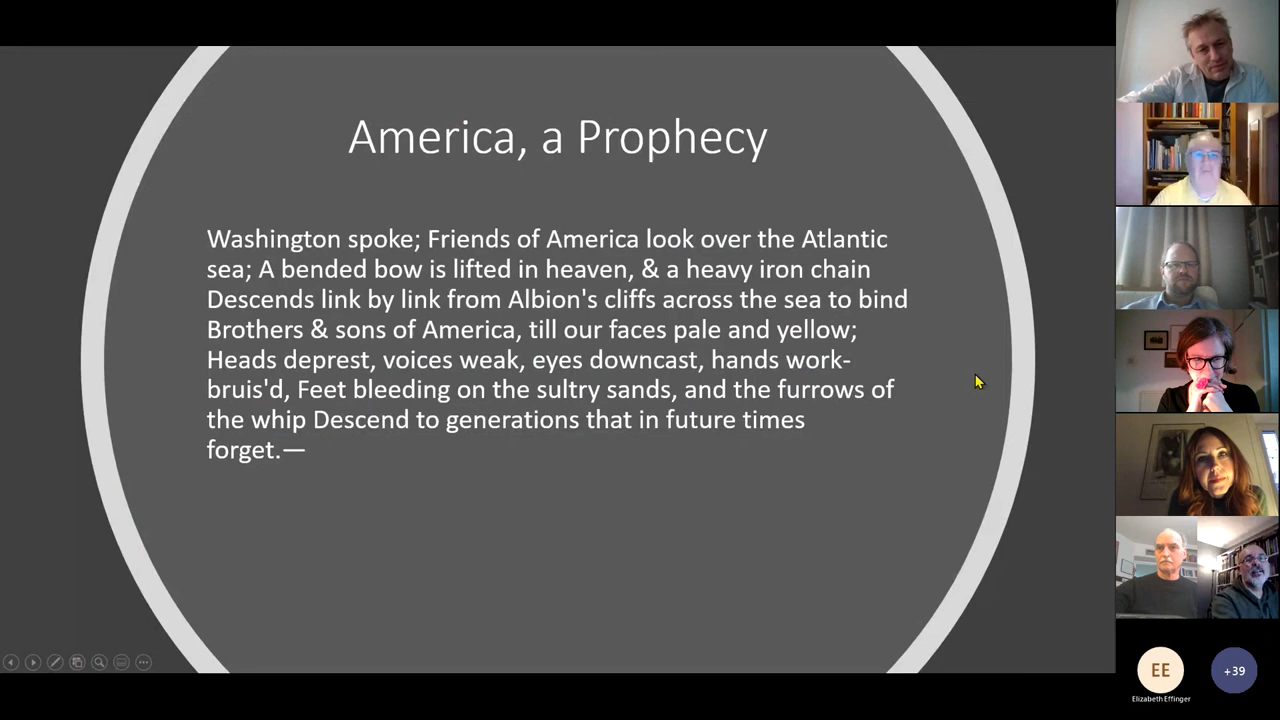 America, a Prophecy
Washington spoke; Friends of America look over the Atlantic
sea; A bended bow is lifted in heaven, & a heavy iron chain
Descends link by link from Albion's cliffs across the sea to bind
Brothers & sons of America, till our faces pale and yellow;
Heads deprest, voices weak, eyes downcast, hands work-
bruis'd, Feet bleeding on the sultry sands, and the furrows of
the whip Descend to generations that in future times
forget.—
EE
+39
Elizabeth Effinger